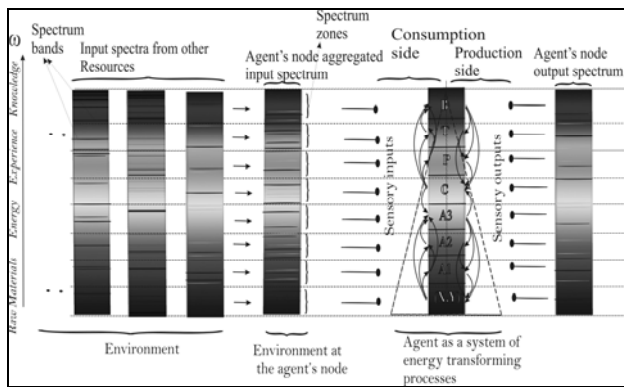 ω
Spectrum
bands
Input spectra from other
Resources
Spectrum
zones
Agent's node aggregated
input spectrum
Consumption
side
Production
side
Agent's node
output spectrum
Knowledge
Experience
Energy
Raw Materials
Sensory inputs
Sensory outputs
P
C
A3
A2
Environment
Environment at
the agent's node
Agent as a system of
energy transforming
processes